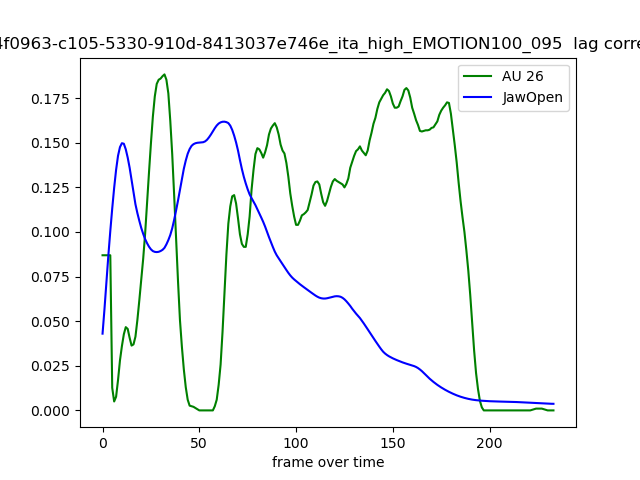 4f0963-c105-5330-910d-8413037e746e_ita_high_EMOTION100_095 lag corre
AU 26
JawOpen
0.175
0.150
0.125
0.100
0.075
0.050
0.025
0.000
0 50 100 150 200
frame over time